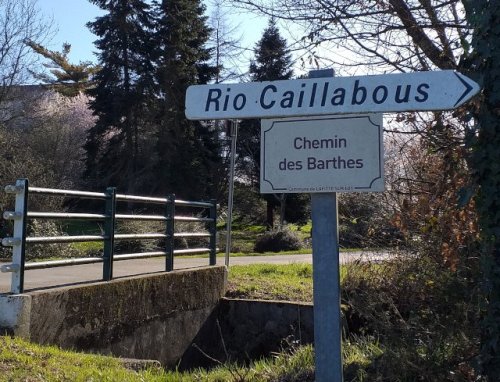 Rio Caillabous
Chemin
des Barthes